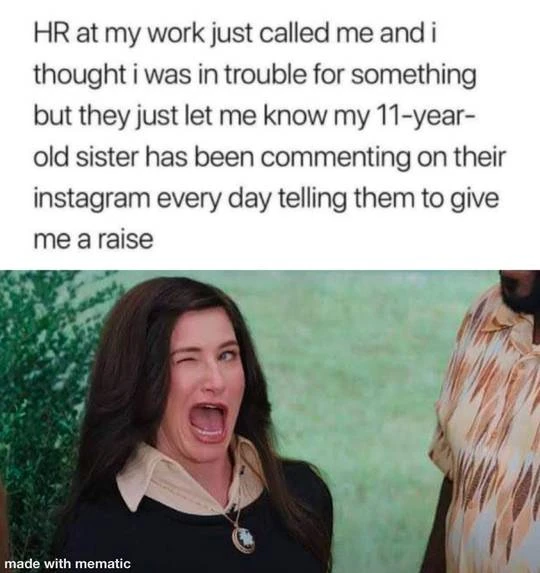 HR at my work just called me and i
thought i was in trouble for something
but they just let me know my 11-year-
old sister has been commenting on their
instagram every day telling them to give
me a raise
made with mematic